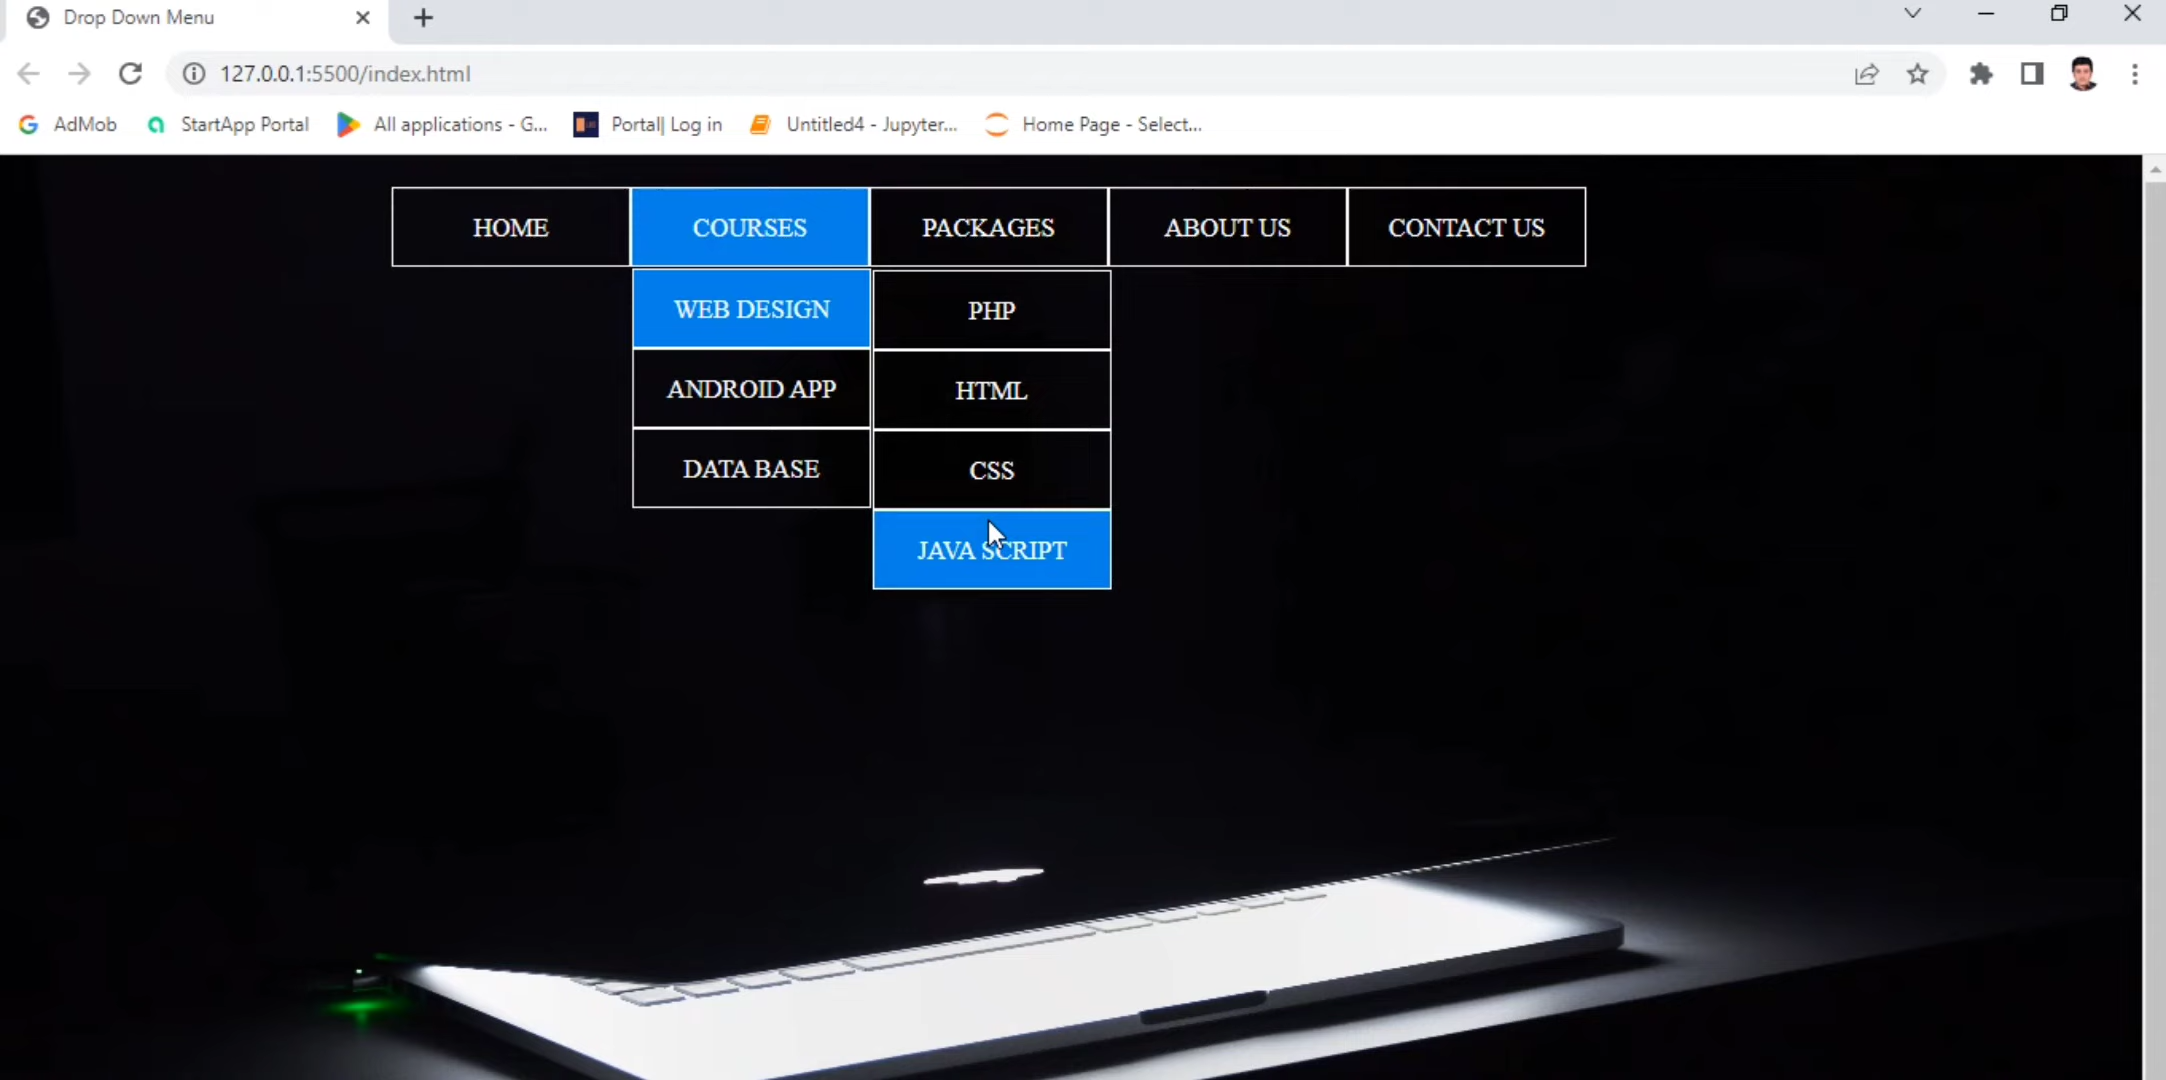 Drop Down Menu
127.0.0.1:5500/index.html
AdMob StartApp Portal All applications - G... Portal| Log in Untitled4 - Jupyter... Home Page - Select...
HOME COURSES PACKAGES ABOUT US CONTACT US
WEB DESIGN PHP
ANDROID APP HTML
DATA BASE CSS
JAVA SCRIPT